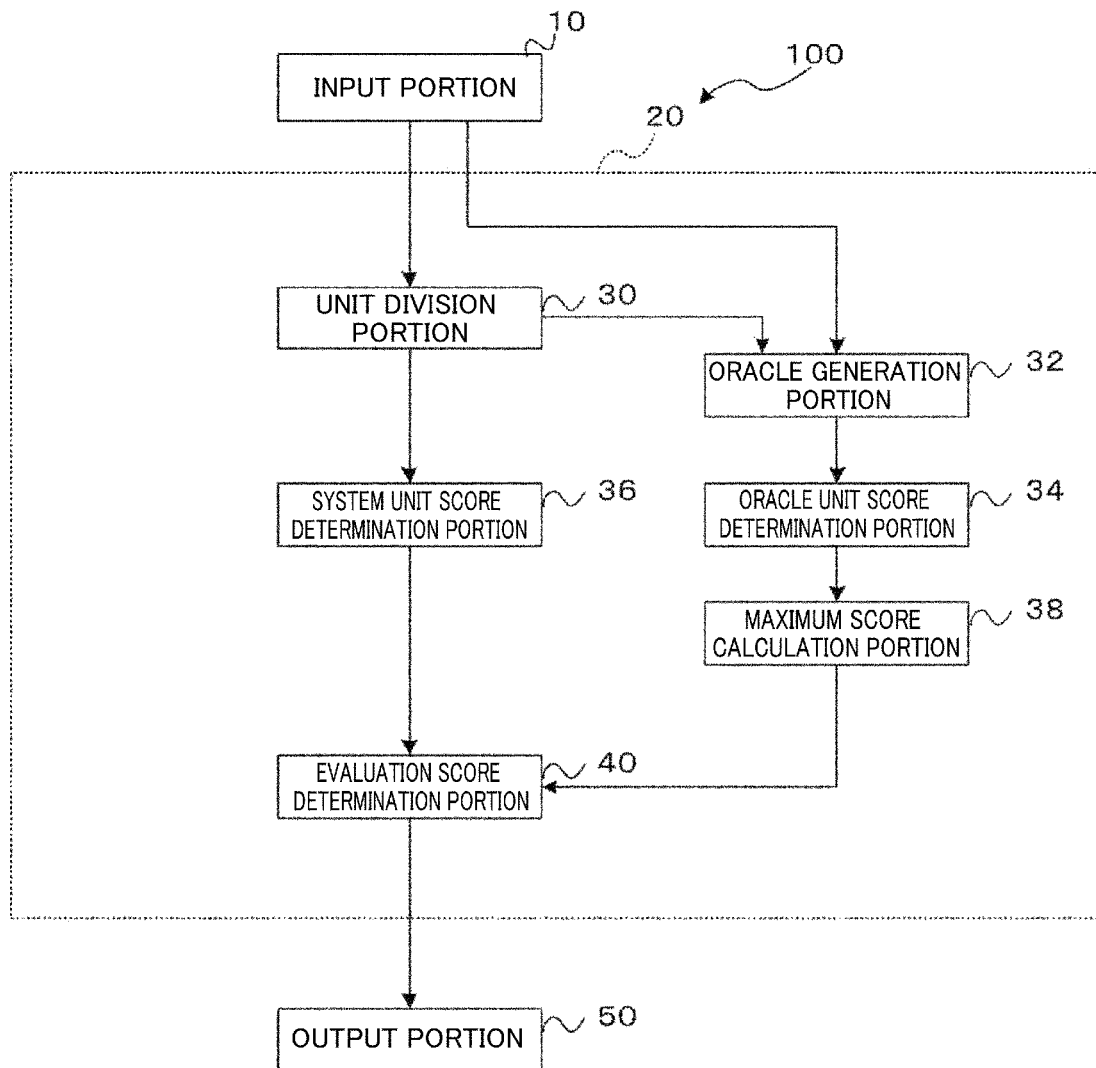 10
INPUT PORTION
100
20
UNIT DIVISION
PORTION
30
ORACLE GENERATION
PORTION
32
SYSTEM UNIT SCORE
DETERMINATION PORTION
36
ORACLE UNIT SCORE
DETERMINATION PORTION
34
MAXIMUM SCORE
CALCULATION PORTION
38
EVALUATION SCORE
DETERMINATION PORTION
40
OUTPUT PORTION
50